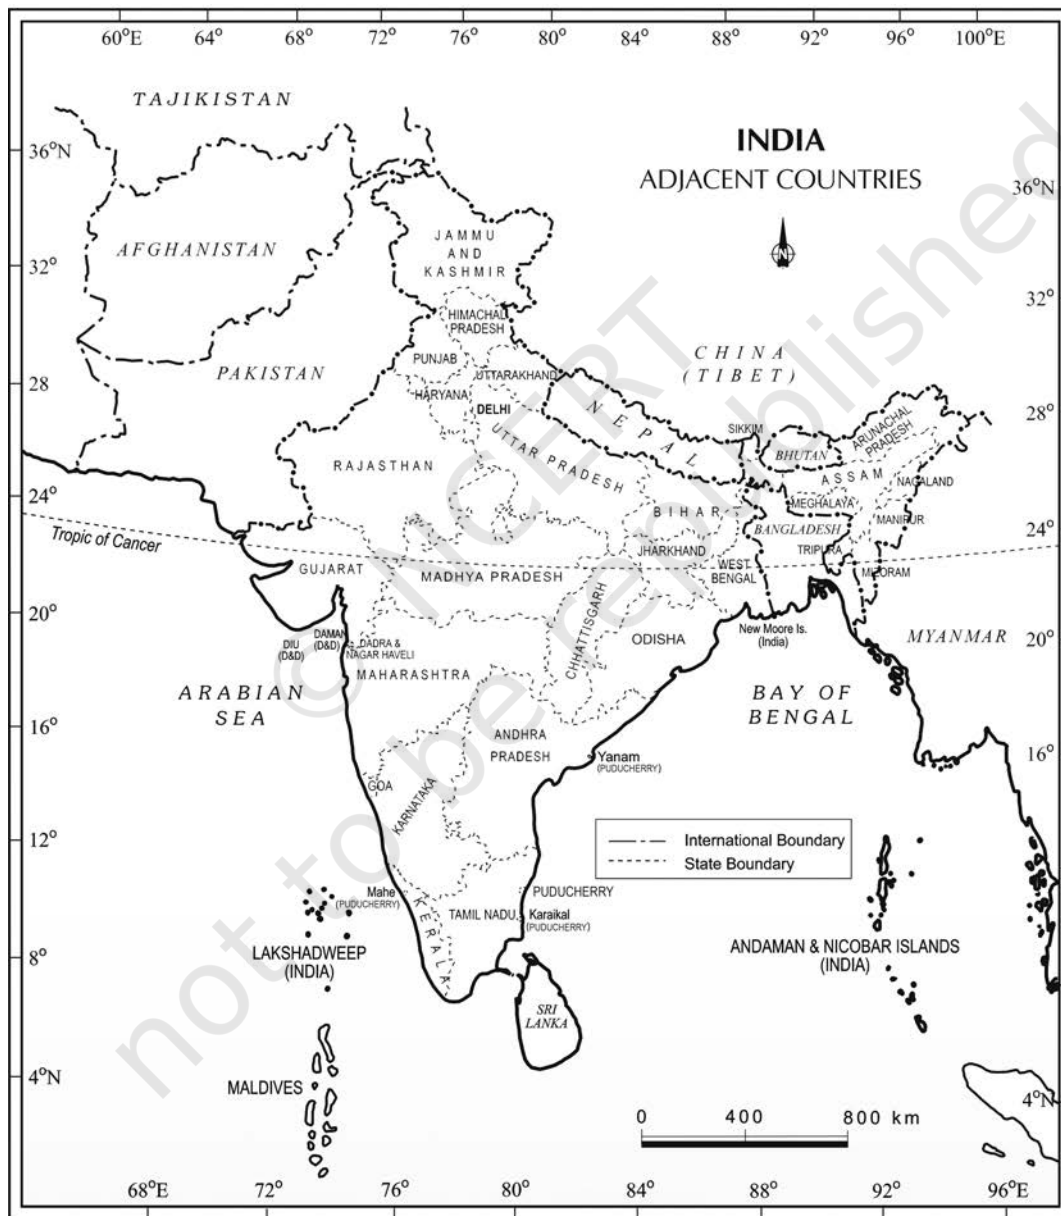 60°E 64° 68° 72° 76° 80° 84° 88° 92° 96° 100°E
TAJIKISTAN
INDIA
ADJACENT COUNTRIES
36°N
36°N
N
AFGHANISTAN
JAMMU
AND
KASHMIR
32°
32°
HIMACHAL
PRADESH
CHINA
(TIBET)
PUNJAB
PAKISTAN
UTTARAKHAND
28°
28°
HARYANA
DELHI
NEPAL
SIKKIM
BHUTAN
ARUNACHAL
PRADESH
UTTAR PRADESH
RAJASTHAN
ASSAM
NAGALAND
24°
24°
MEGHALAYA
BIHAR
MANIPUR
BANGLADESH
Tropic of Cancer
JHARKHAND
TRIPURA
GUJARAT
MADHYA PRADESH
WEST
BENGAL
MIZORAM
20°
20°
CHHATTISGARH
New Moore Is.
(India)
MYANMAR
DIU
(D&D)
DAMAN
(D&D)
DADRA &
NAGAR HAVELI
ODISHA
MAHARASHTRA
ARABIAN
SEA
BAY OF
BENGAL
16°
16°
ANDHRA
PRADESH
Yanam
(PUDUCHERRY)
GOA
KARNATAKA
12°
12°
International Boundary
State Boundary
Mahe
(PUDUCHERRY)
PUDUCHERRY
KERALA
TAMIL NADU
Karaikal
(PUDUCHERRY)
LAKSHADWEEP
(INDIA)
ANDAMAN & NICOBAR ISLANDS
(INDIA)
8°
8°
SRI
LANKA
4°N
4°N
MALDIVES
0 400 800 km
68°E 72° 76° 80° 84° 88° 92° 96°E
© NCERT
not to be republished